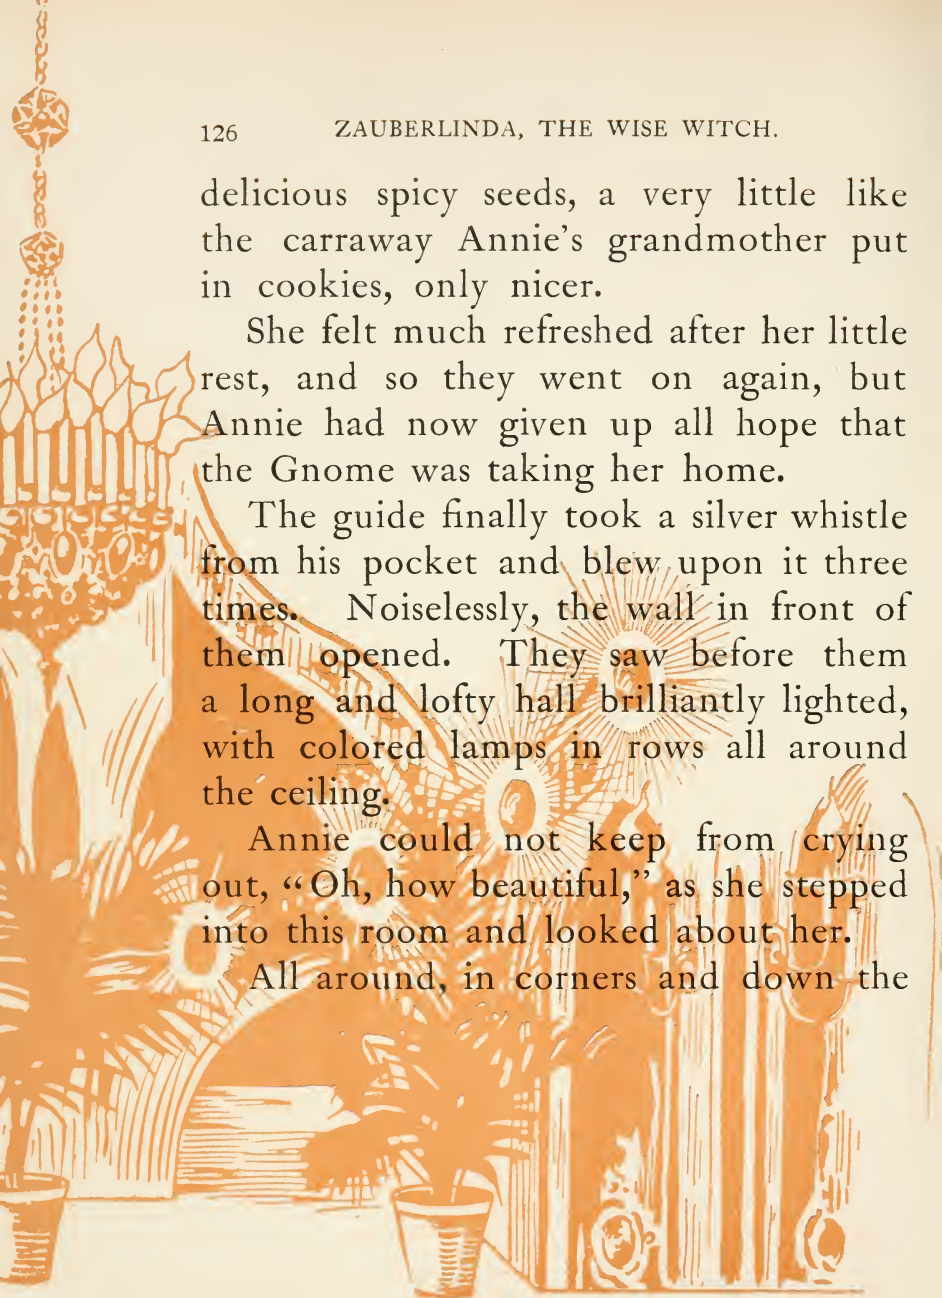 126 ZAUBERLINDA, THE WISE WITCH.
delicious spicy seeds, a very little like
the carraway Annie's grandmother put
in cookies, only nicer.
She felt much refreshed after her little
rest, and so they went on again, but
Annie had now given up all hope that
the Gnome was taking her home.
The guide finally took a silver whistle
from his pocket and blew upon it three
times. Noiselessly, the wall in front of
them opened. They saw before them
a long and lofty hall brilliantly lighted,
with colored lamps in rows all around
the ceiling.
Annie could not keep from crying
out, “Oh, how beautiful,” as she stepped
into this room and looked about her.
All around, in corners and down the